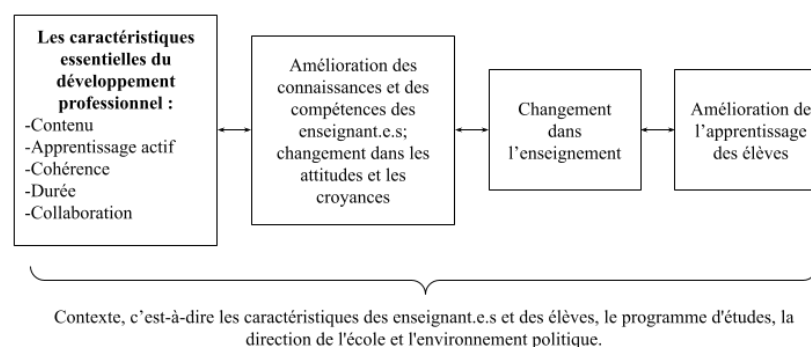 Les caractéristiques
essentielles du
développement
professionnel :
-Contenu
-Apprentissage actif
-Cohérence
-Durée
-Collaboration
Amélioration des
connaissances et des
compétences des
enseignant.e.s;
changement dans les
attitudes et les
croyances
Changement
dans
l’enseignement
Amélioration de
l’apprentissage
des élèves
Contexte, c’est-à-dire les caractéristiques des enseignant.e.s et des élèves, le programme d'études, la
direction de l'école et l'environnement politique.